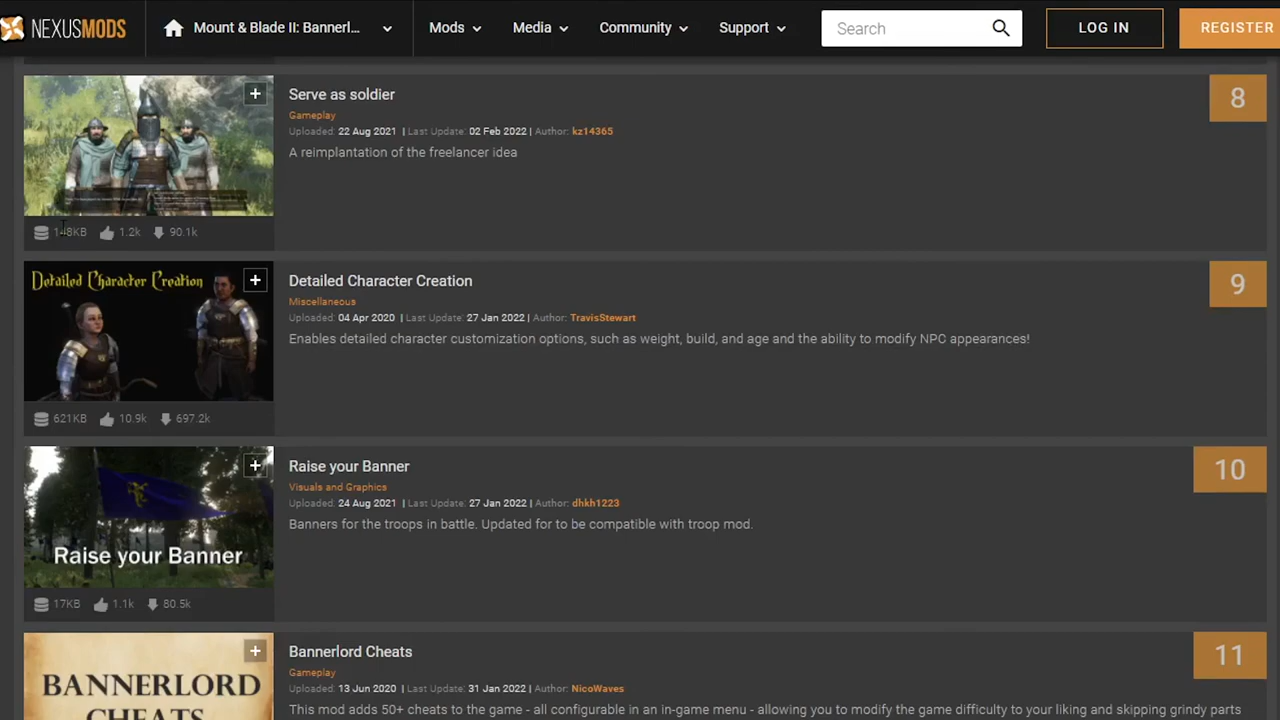 NEXUSMODS
Mount & Blade II: Bannerl...
Mods
Media
Community
Support
Search
LOG IN
REGISTER
Serve as soldier
8
Gameplay
Uploaded: 22 Aug 2021 | Last Update: 02 Feb 2022 | Author: kz14365
A reimplantation of the freelancer idea
148KB 1.2k 90.1k
Detailed Character Creation
Detailed Character Creation
9
Miscellaneous
Uploaded: 04 Apr 2020 | Last Update: 27 Jan 2022 | Author: TravisStewart
Enables detailed character customization options, such as weight, build, and age and the ability to modify NPC appearances!
621KB 10.9k 697.2k
Raise your Banner
10
Visuals and Graphics
Uploaded: 24 Aug 2021 | Last Update: 27 Jan 2022 | Author: dhkh1223
Banners for the troops in battle. Updated for to be compatible with troop mod.
Raise your Banner
17KB 1.1k 80.5k
Bannerlord Cheats
11
Gameplay
Uploaded: 13 Jun 2020 | Last Update: 31 Jan 2022 | Author: NicoWaves
This mod adds 50+ cheats to the game - all configurable in an in-game menu - allowing you to modify the game difficulty to your liking and skipping grindy parts
BANNERLORD
CHEATS